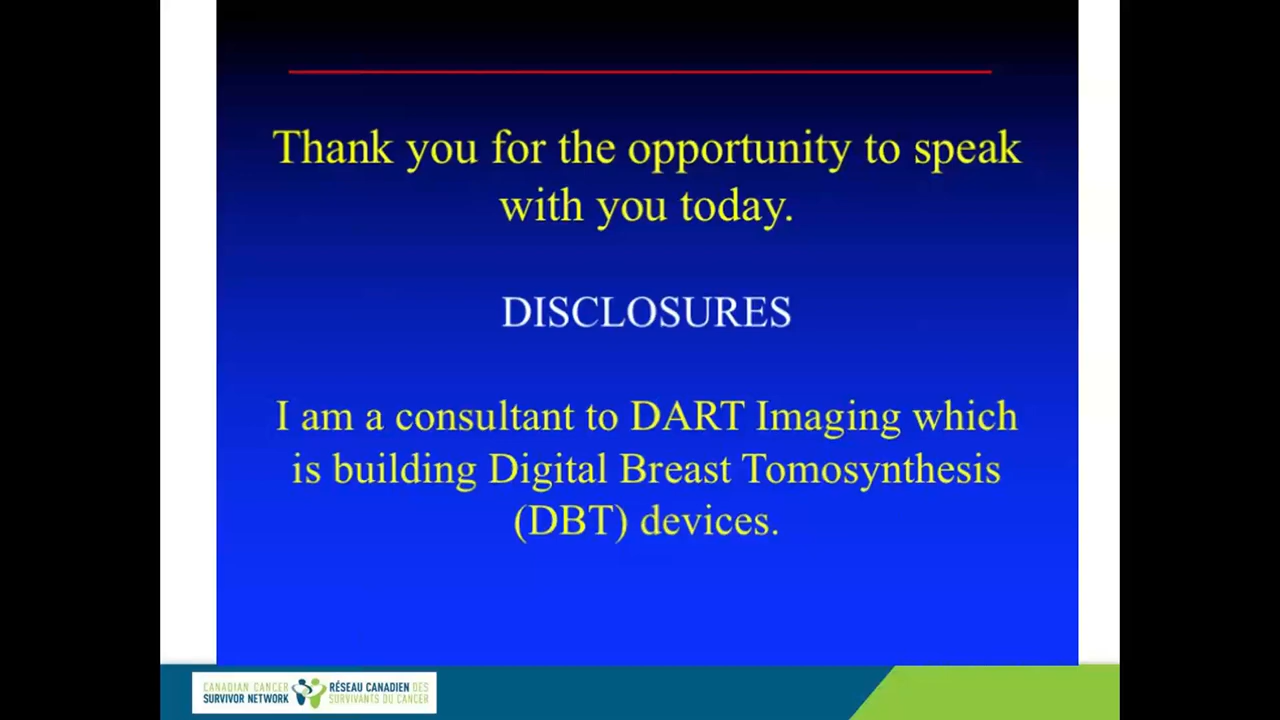 Thank you for the opportunity to speak
with you today.
DISCLOSURES
I am a consultant to DART Imaging which
is building Digital Breast Tomosynthesis
(DBT) devices.
CANADIAN CANCER
SURVIVOR NETWORK
RÉSEAU CANADIEN DES
SURVIVANTS DU CANCER